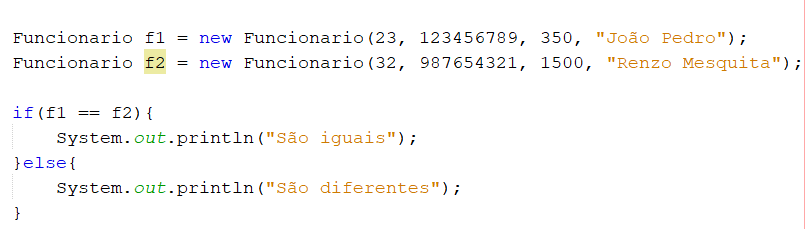 Funcionario f1 = new Funcionario(23, 123456789, 350, "João Pedro");
Funcionario f2 = new Funcionario(32, 987654321, 1500, "Renzo Mesquita");
if(f1 == f2){
System.out.println("São iguais");
}else{
System.out.println("São diferentes");
}